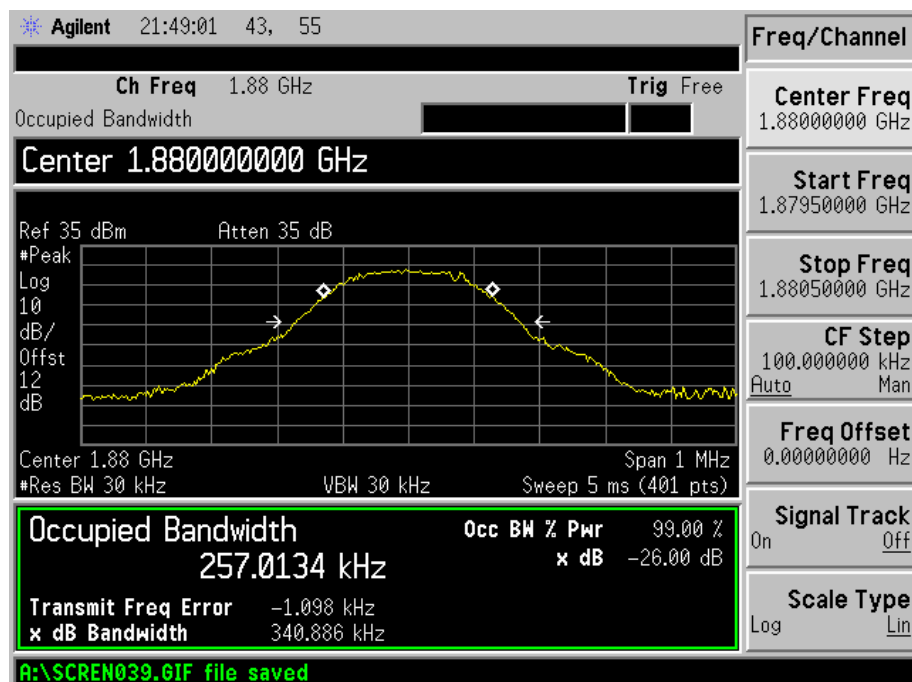 Agilent 21:49:01 43, 55
Ch Freq 1.88 GHz Trig Free
Occupied Bandwidth
Center 1.880000000 GHz
Ref 35 dBm Atten 35 dB
#Peak
Log
10
dB/
Offst
12
dB
Center 1.88 GHz Span 1 MHz
#Res BW 30 kHz VBW 30 kHz Sweep 5 ms (401 pts)
Occupied Bandwidth Occ BW % Pwr 99.00 %
257.0134 kHz x dB -26.00 dB
Transmit Freq Error -1.098 kHz
x dB Bandwidth 340.886 kHz
A:\SCREN039.GIF file saved
Freq/Channel
Center Freq
1.88000000 GHz
Start Freq
1.87950000 GHz
Stop Freq
1.88050000 GHz
CF Step
100.000000 kHz
Auto Man
Freq Offset
0.00000000 Hz
Signal Track
On Off
Scale Type
Log Lin